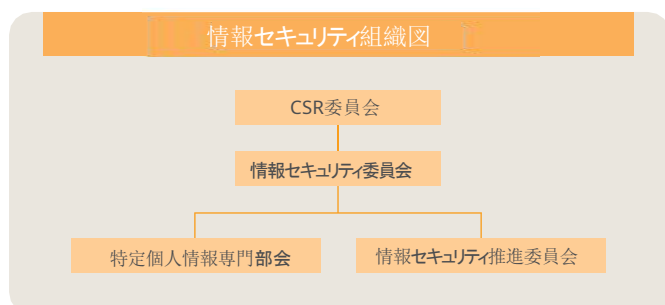 情報セキュリティ組織図
CSR委員会
情報セキュリティ委員会
特定個人情報専門部会
情報セキュリティ推進委員会